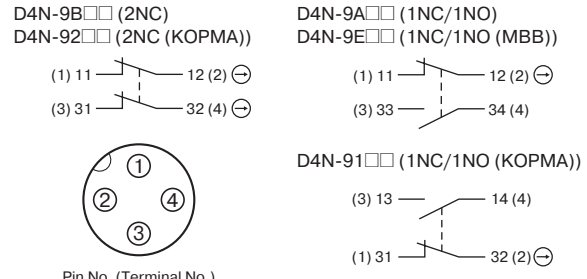 D4N-9B□□ (2NC)
D4N-92□□ (2NC (KOPMA))
(1) 11 12 (2)
(3) 31 32 (4)
① 
② ④
③
Pin No. (Terminal No.)
D4N-9A□□ (1NC/1NO)
D4N-9E□□ (1NC/1NO (MBB))
(1) 11 12 (2)
(3) 33 34 (4)
D4N-91□□ (1NC/1NO (KOPMA))
(3) 13 14 (4)
(1) 31 32 (2)